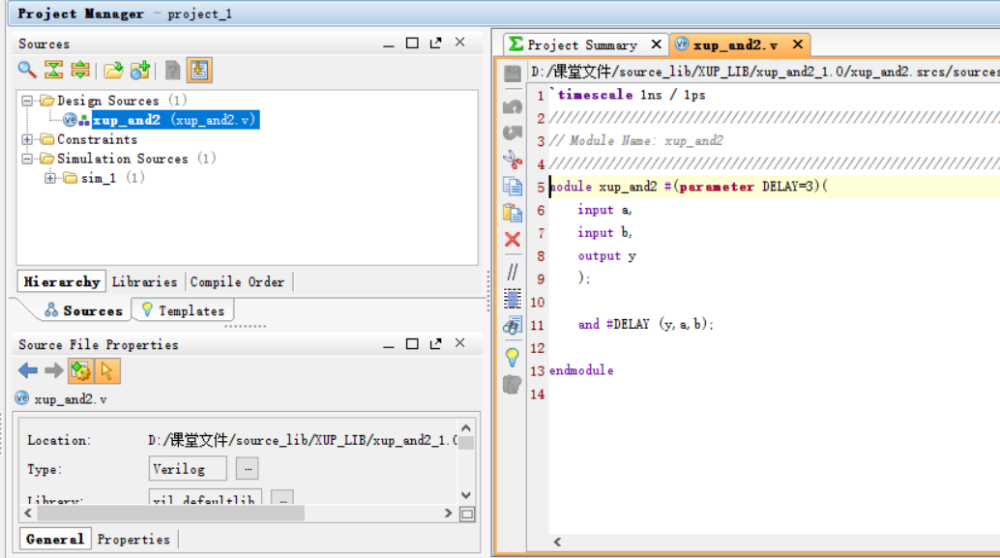 Project Manager - project_1
Sources
Design Sources (1)
xup_and2 (xup_and2.v)
Constraints
Simulation Sources (1)
sim_1 (1)
Hierarchy Libraries Compile Order
Sources Templates
Source File Properties
xup_and2.v
Location: D:/课堂文件/source_lib/XUP_LIB/xup_and2_1.0
Type: Verilog ...
Library: xil_defaultlib ...
General Properties
Σ Project Summary × xup_and2.v ×
D:/课堂文件/source_lib/XUP_LIB/xup_and2_1.0/xup_and2.srcs/sources
1 `timescale 1ns / 1ps
2 //////////////////////////////////////////////////////////////
3 // Module Name: xup_and2
4 //////////////////////////////////////////////////////////////
5 module xup_and2 #(parameter DELAY=3)(
6 input a,
7 input b,
8 output y
9 );
10
11 and #DELAY (y,a,b);
12
13 endmodule
14